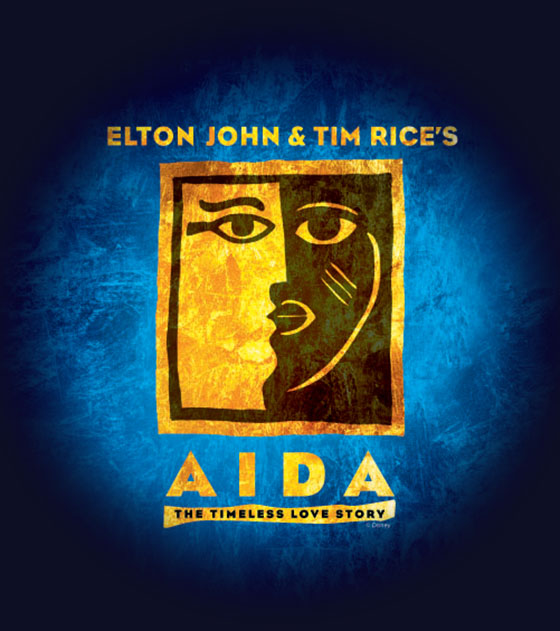 ELTON JOHN & TIM RICE'S
AIDA
THE TIMELESS LOVE STORY
© Disney